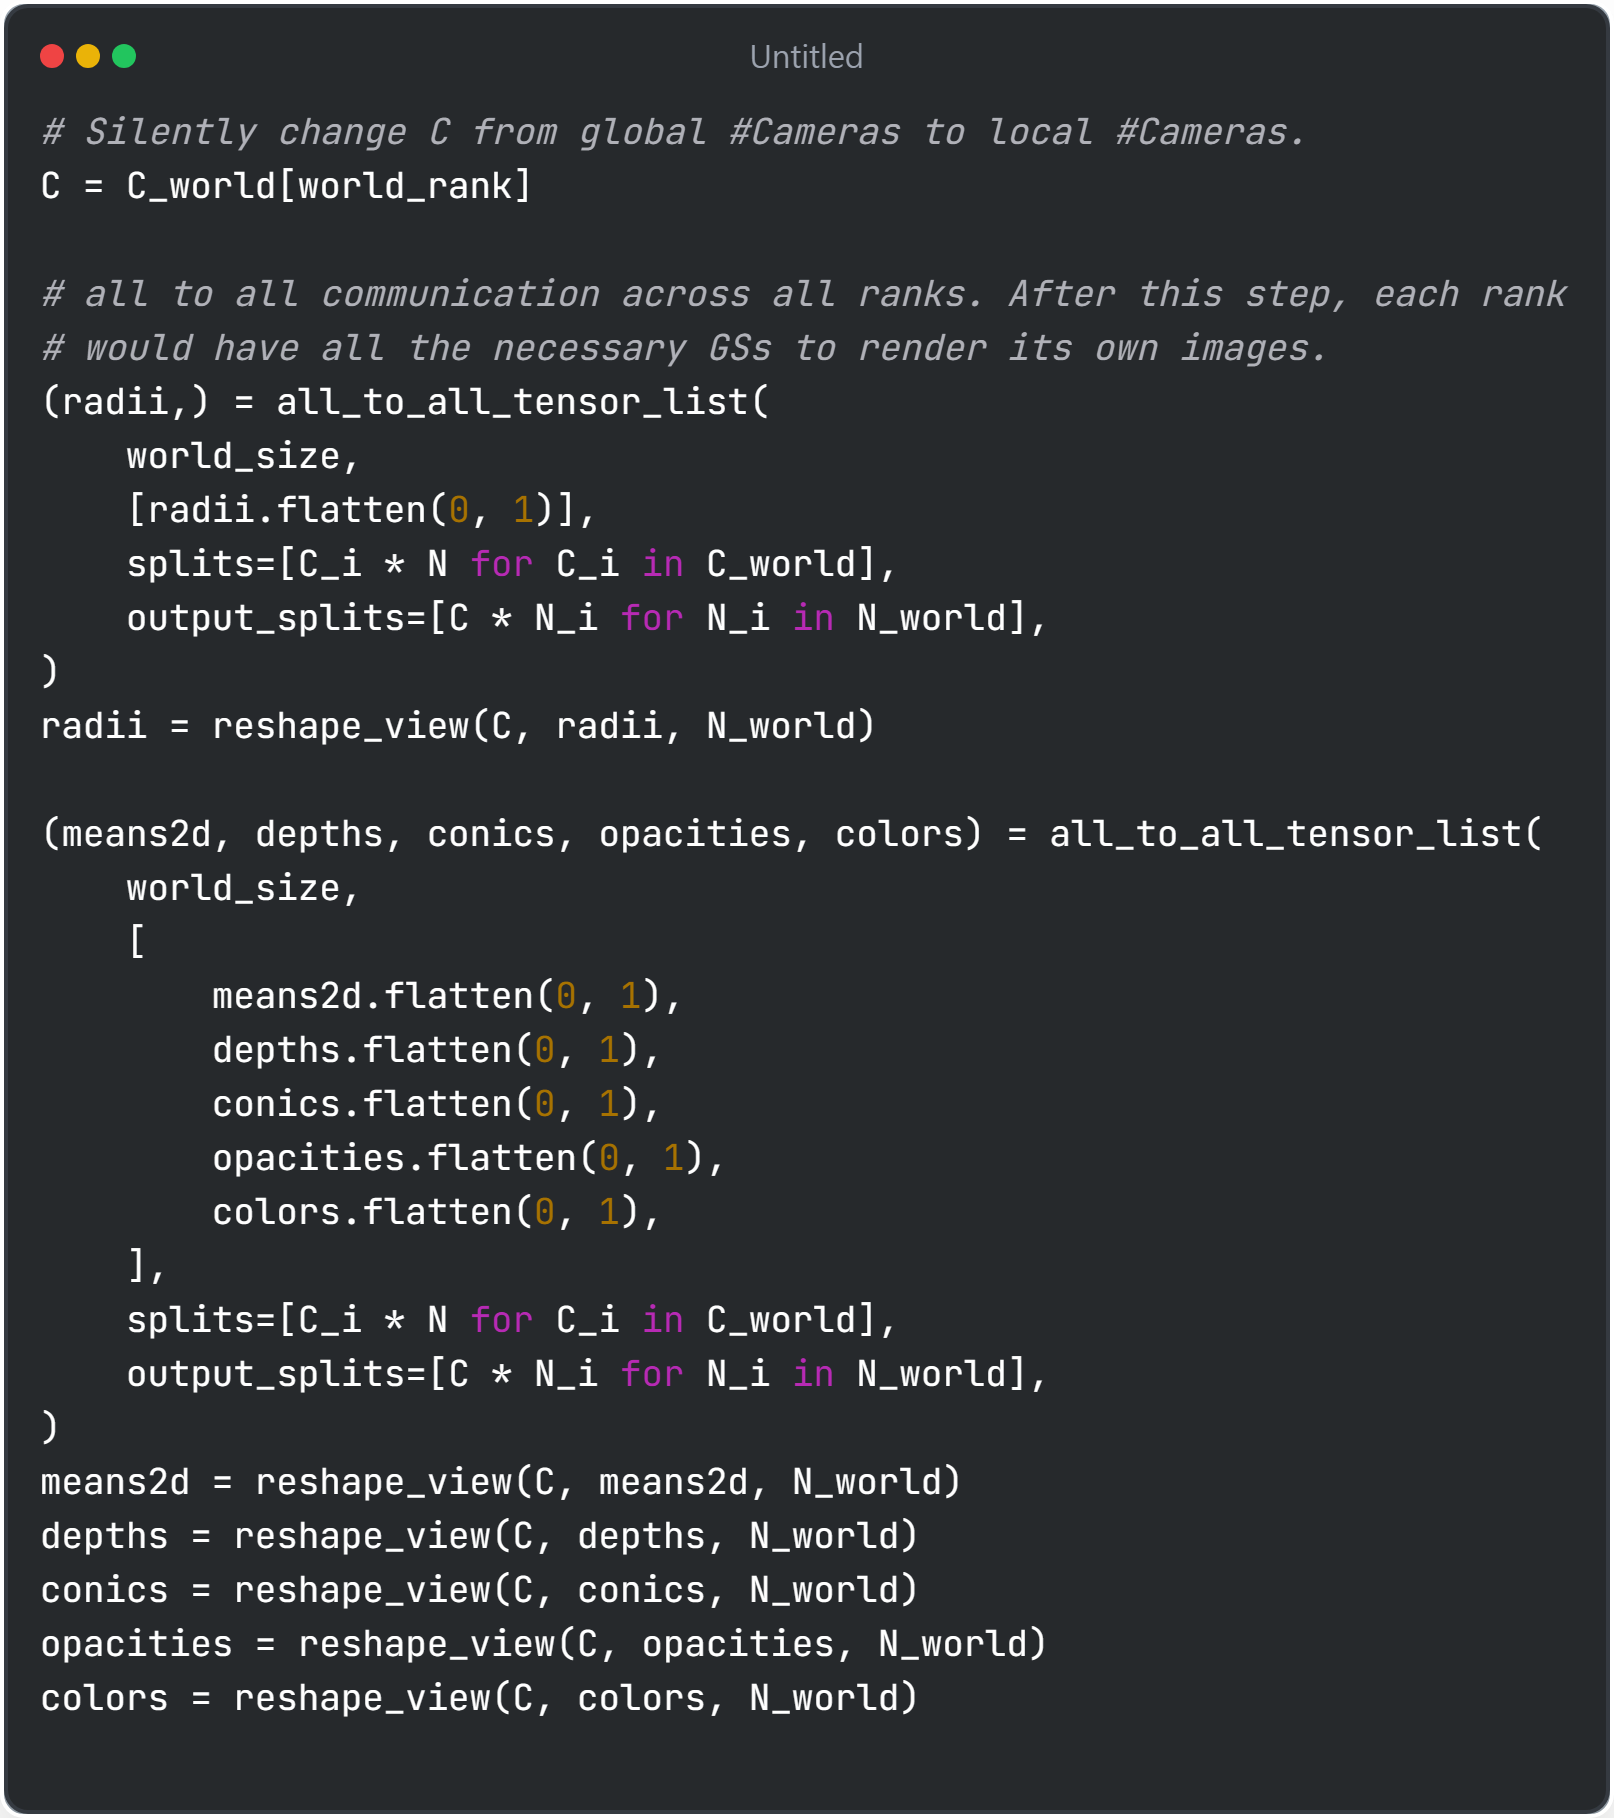 Untitled
# Silently change C from global #Cameras to local #Cameras.
C = C_world[world_rank]
# all to all communication across all ranks. After this step, each rank
# would have all the necessary GSs to render its own images.
(radii,) = all_to_all_tensor_list(
    world_size,
    [radii.flatten(0, 1)],
    splits=[C_i * N for C_i in C_world],
    output_splits=[C * N_i for N_i in N_world],
)
radii = reshape_view(C, radii, N_world)
(means2d, depths, conics, opacities, colors) = all_to_all_tensor_list(
    world_size,
    [
        means2d.flatten(0, 1),
        depths.flatten(0, 1),
        conics.flatten(0, 1),
        opacities.flatten(0, 1),
        colors.flatten(0, 1),
    ],
    splits=[C_i * N for C_i in C_world],
    output_splits=[C * N_i for N_i in N_world],
)
means2d = reshape_view(C, means2d, N_world)
depths = reshape_view(C, depths, N_world)
conics = reshape_view(C, conics, N_world)
opacities = reshape_view(C, opacities, N_world)
colors = reshape_view(C, colors, N_world)